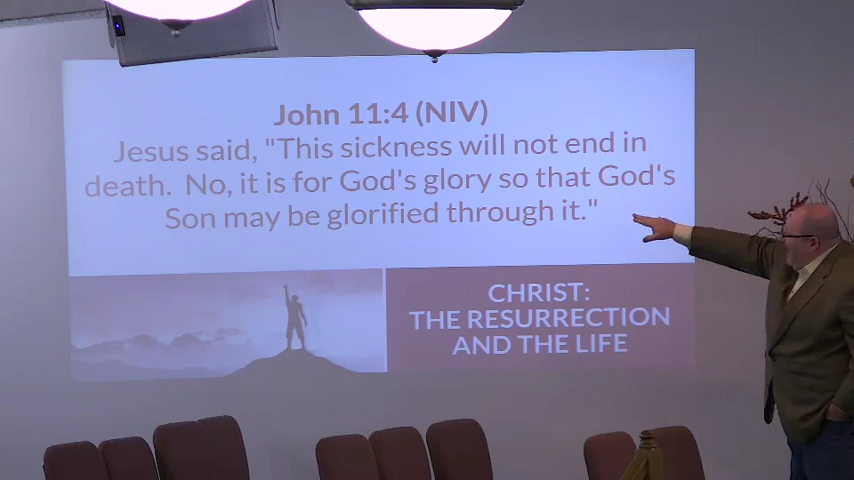 John 11:4 (NIV)
Jesus said, "This sickness will not end in
death.  No, it is for God's glory so that God's
Son may be glorified through it."
CHRIST:
THE RESURRECTION
AND THE LIFE